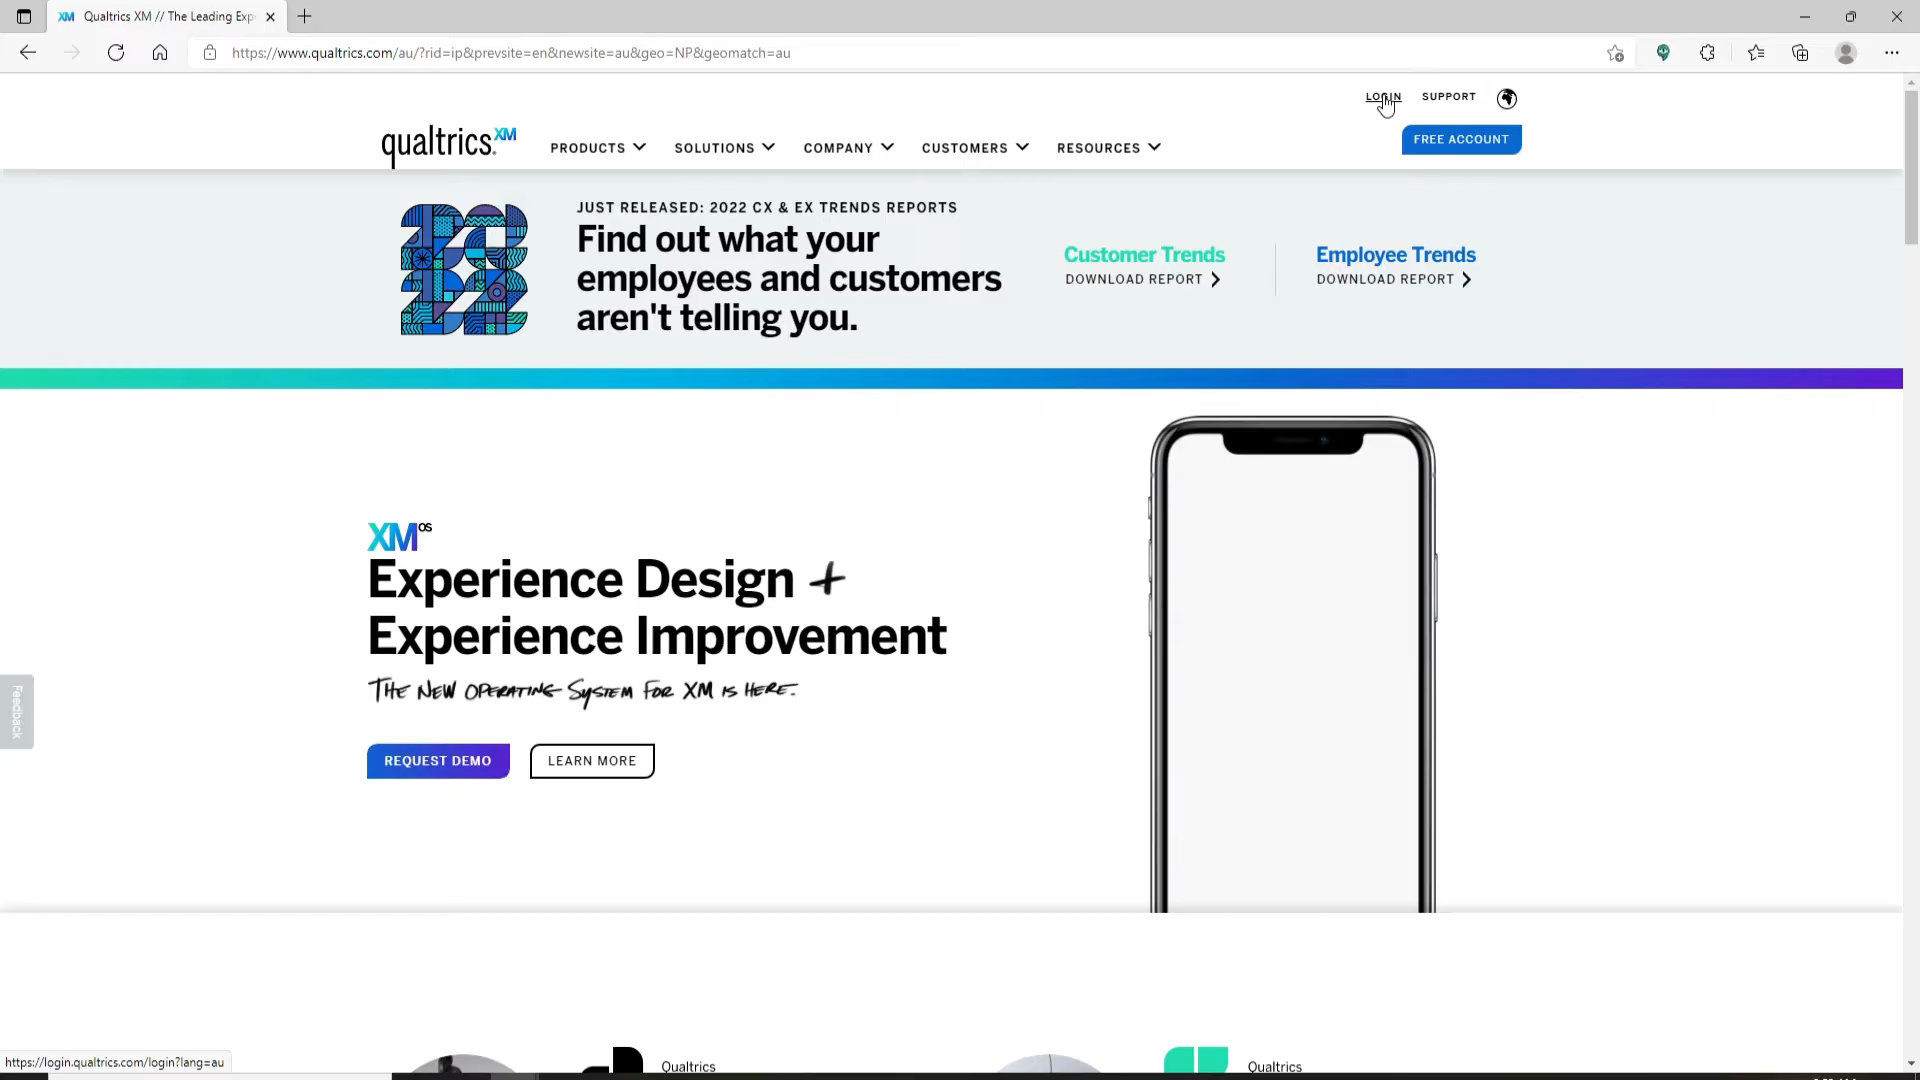 XM Qualtrics XM // The Leading Exp
https://www.qualtrics.com/au/?rid=ip&prevsite=en&newsite=au&geo=NP&geomatch=au
LOGIN SUPPORT
qualtrics.XM PRODUCTS SOLUTIONS COMPANY CUSTOMERS RESOURCES FREE ACCOUNT
JUST RELEASED: 2022 CX & EX TRENDS REPORTS
Find out what your
employees and customers
aren't telling you.
Customer Trends
DOWNLOAD REPORT
Employee Trends
DOWNLOAD REPORT
XM OS
Experience Design +
Experience Improvement
THE NEW OPERATING SYSTEM FOR XM IS HERE.
REQUEST DEMO LEARN MORE
Feedback
Qualtrics Qualtrics
https://login.qualtrics.com/login?lang=au